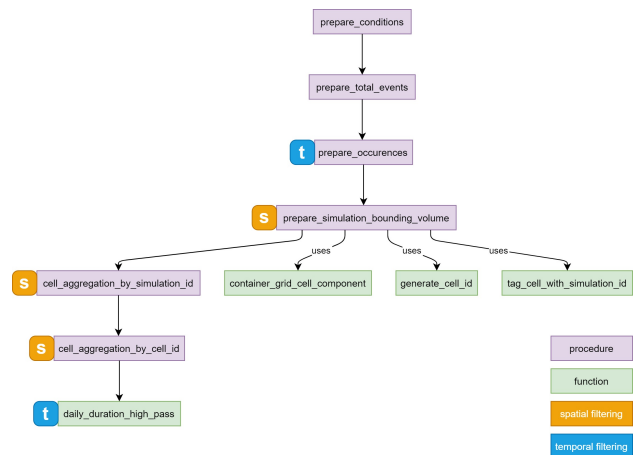 prepare_conditions
prepare_total_events
t prepare_occurences
s prepare_simulation_bounding_volume
uses uses uses
s cell_aggregation_by_simulation_id container_grid_cell_component generate_cell_id tag_cell_with_simulation_id
s cell_aggregation_by_cell_id
procedure
function
t daily_duration_high_pass
spatial filtering
temporal filtering